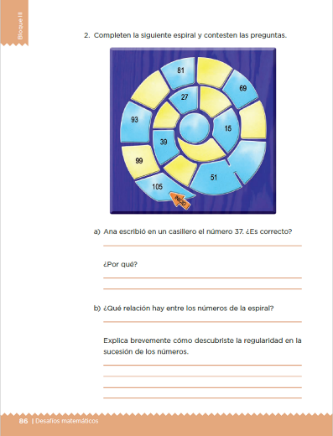 Bloque III
2. Completen la siguiente espiral y contesten las preguntas.
81
69
27
93
15
39
99
51
105
Inicio
a) Ana escribió en un casillero el número 37. ¿Es correcto?
¿Por qué?
b) ¿Qué relación hay entre los números de la espiral?
Explica brevemente cómo descubriste la regularidad en la
sucesión de los números.
86 | Desafíos matemáticos